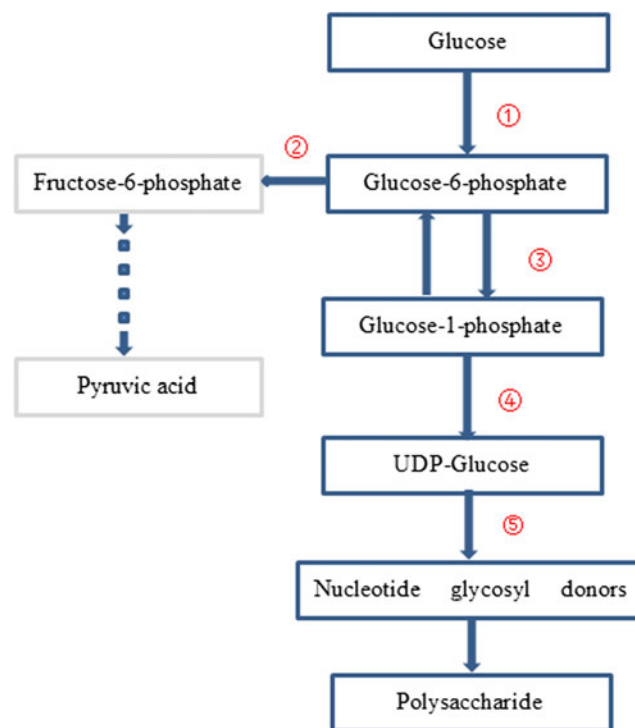 Glucose
①
②
Fructose-6-phosphate
Glucose-6-phosphate
③
Glucose-1-phosphate
Pyruvic acid
④
UDP-Glucose
⑤
Nucleotide glycosyl donors
Polysaccharide